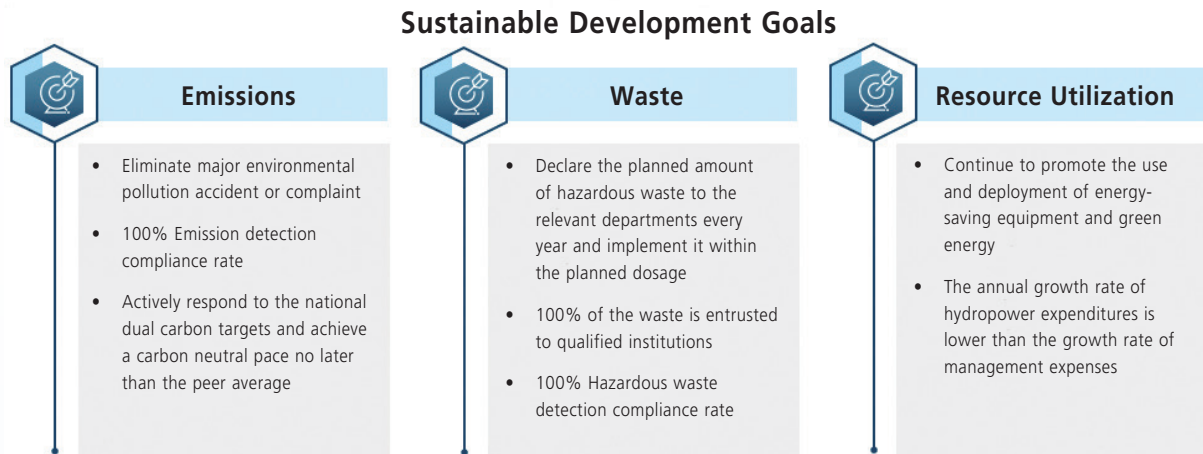 Sustainable Development Goals
Emissions
• Eliminate major environmental
pollution accident or complaint
• 100% Emission detection
compliance rate
• Actively respond to the national
dual carbon targets and achieve
a carbon neutral pace no later
than the peer average
Waste
• Declare the planned amount
of hazardous waste to the
relevant departments every
year and implement it within
the planned dosage
• 100% of the waste is entrusted
to qualified institutions
• 100% Hazardous waste
detection compliance rate
Resource Utilization
• Continue to promote the use
and deployment of energy-
saving equipment and green
energy
• The annual growth rate of
hydropower expenditures is
lower than the growth rate of
management expenses